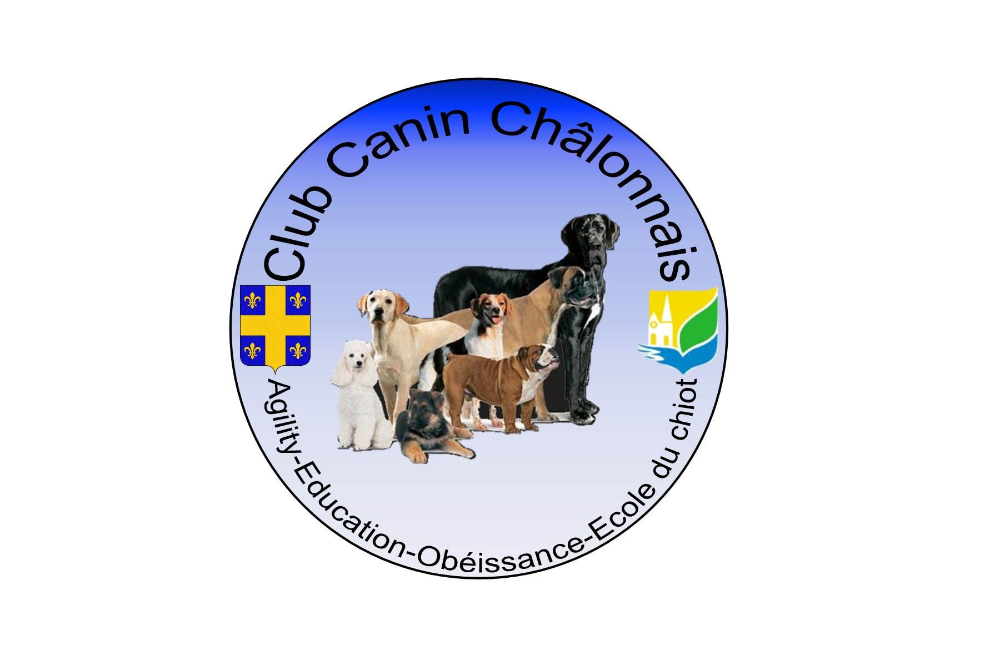 Club Canin Châlonnais
Agility-Education-Obéissance-Ecole du chiot